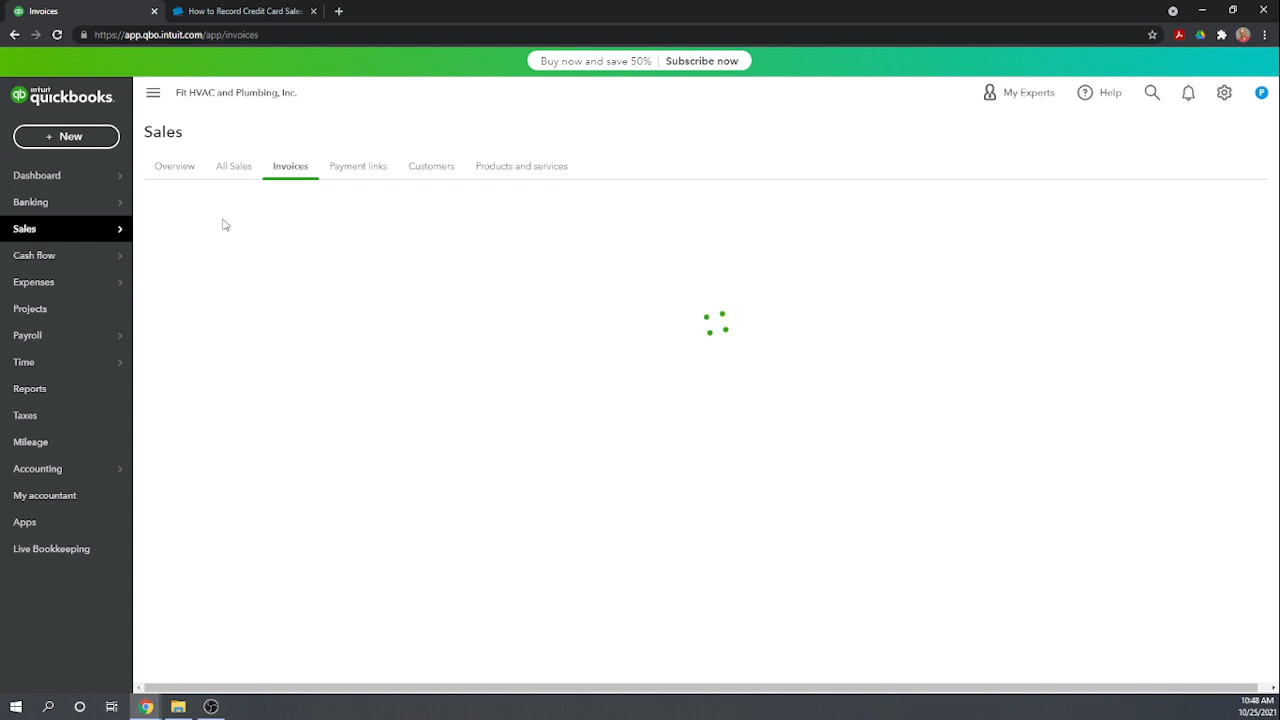 Invoices
How to Record Credit Card Sales
https://app.qbo.intuit.com/app/invoices
Buy now and save 50% Subscribe now
intuit
quickbooks.
Fit HVAC and Plumbing, Inc.
My Experts
Help
P
+ New
Sales
Overview
All Sales
Invoices
Payment links
Customers
Products and services
Dashboard
Banking
Sales
Cash flow
Expenses
Projects
Payroll
Time
Reports
Taxes
Mileage
Accounting
My accountant
Apps
Live Bookkeeping
10:48 AM
10/25/2021